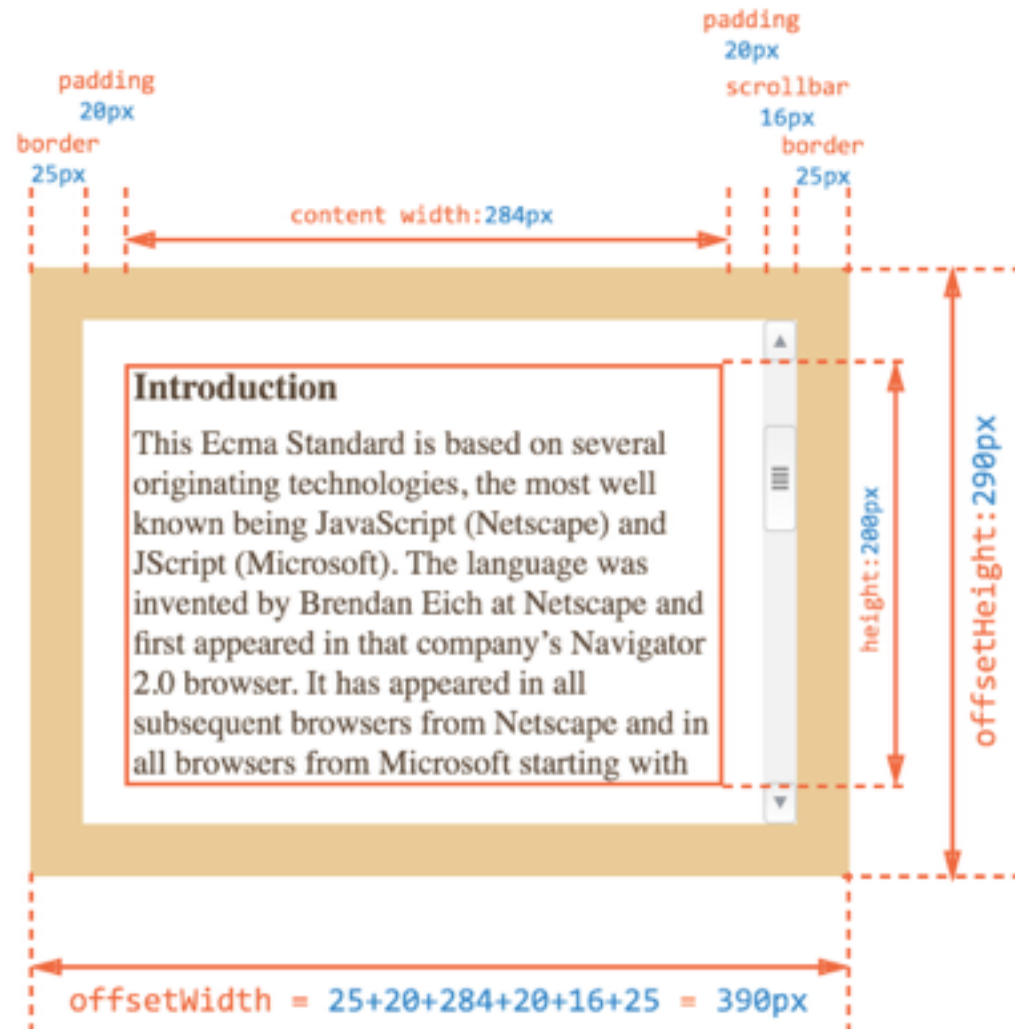 padding
20px
padding
20px
scrollbar
16px
border
25px
border
25px
content width:284px
Introduction
This Ecma Standard is based on several
originating technologies, the most well
known being JavaScript (Netscape) and
JScript (Microsoft). The language was
invented by Brendan Eich at Netscape and
first appeared in that company’s Navigator
2.0 browser. It has appeared in all
subsequent browsers from Netscape and in
all browsers from Microsoft starting with
height:200px
offsetHeight:290px
offsetWidth = 25+20+284+20+16+25 = 390px